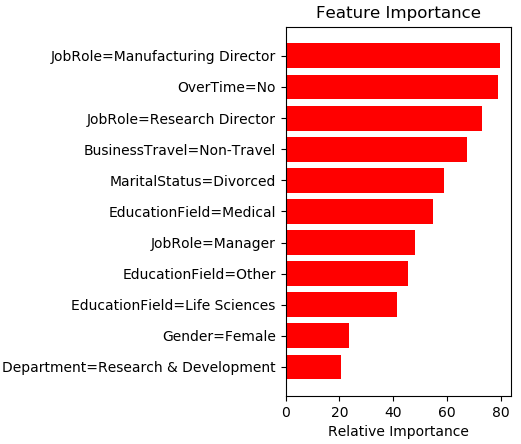 Feature Importance
JobRole=Manufacturing Director
OverTime=No
JobRole=Research Director
BusinessTravel=Non-Travel
MaritalStatus=Divorced
EducationField=Medical
JobRole=Manager
EducationField=Other
EducationField=Life Sciences
Gender=Female
Department=Research & Development
0 20 40 60 80
Relative Importance